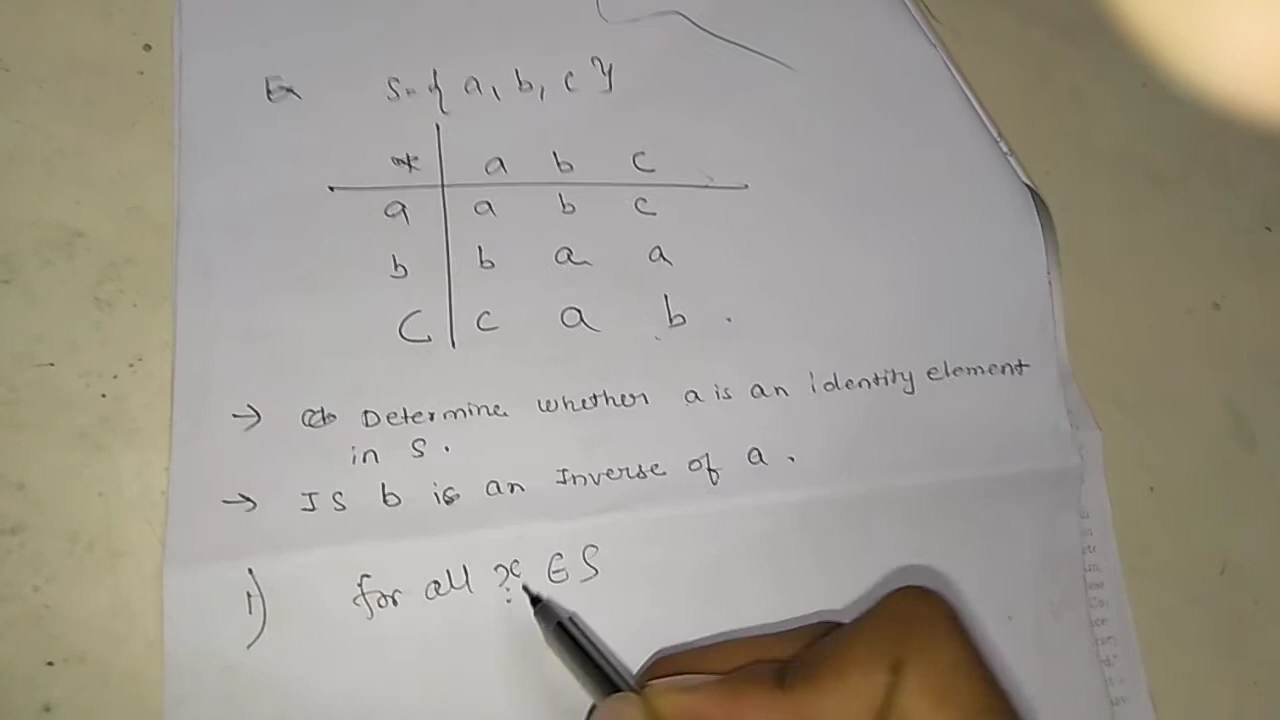 Ex S = { a, b, c }
* a b c
a a b c
b b a a
C c a b .
→ Determine whether a is an identity element
in S .
→ IS b is an Inverse of a .
1) for all x ∈ S